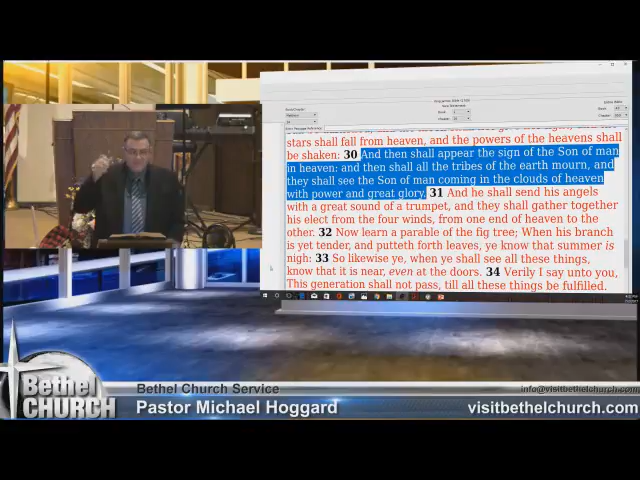 stars shall fall from heaven, and the powers of the heavens shall
be shaken: 30 And then shall appear the sign of the Son of man
in heaven: and then shall all the tribes of the earth mourn, and
they shall see the Son of man coming in the clouds of heaven
with power and great glory. 31 And he shall send his angels
with a great sound of a trumpet, and they shall gather together
his elect from the four winds, from one end of heaven to the
other. 32 Now learn a parable of the fig tree; When his branch
is yet tender, and putteth forth leaves, ye know that summer is
nigh: 33 So likewise ye, when ye shall see all these things,
know that it is near, even at the doors. 34 Verily I say unto you,
This generation shall not pass, till all these things be fulfilled.
Bethel
CHURCH
Bethel Church Service
info@visitbethelchurch.com
Pastor Michael Hoggard
visitbethelchurch.com